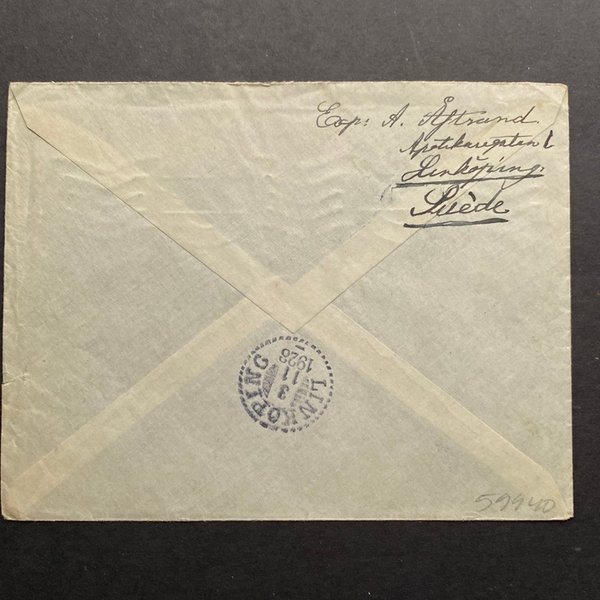 Exp: A. Åstrand.
Apotekaregatan 1
Linköping.
Suède
LINKÖPING
3
11
1928
59940